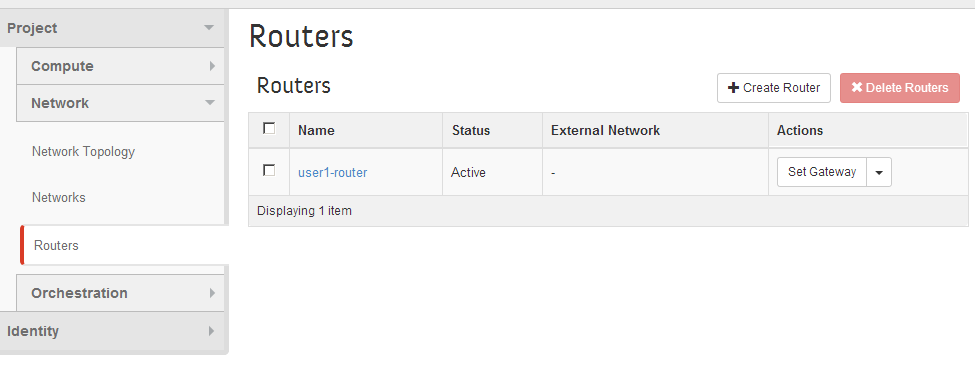 Project
Compute
Network
Network Topology
Networks
Routers
Orchestration
Identity
Routers
Routers
Create Router
Delete Routers
Name Status External Network Actions
user1-router Active - Set Gateway
Displaying 1 item